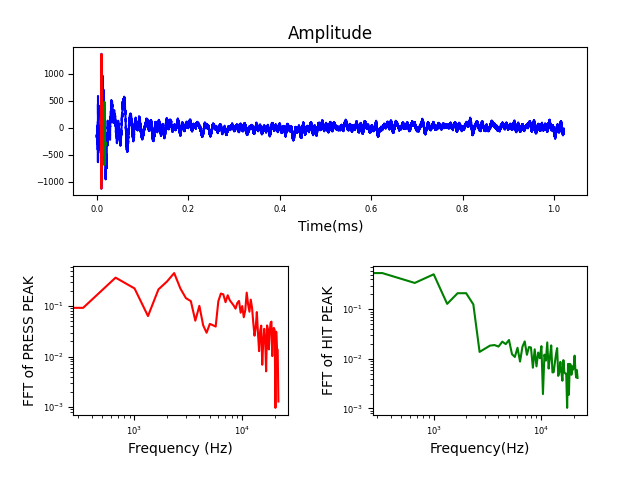 Amplitude
1000
500
0
−500
−1000
0.0 0.2 0.4 0.6 0.8 1.0
Time(ms)
FFT of PRESS PEAK
10⁻¹
10⁻²
10⁻³
10³ 10⁴
Frequency (Hz)
FFT of HIT PEAK
10⁻¹
10⁻²
10⁻³
10³ 10⁴
Frequency(Hz)